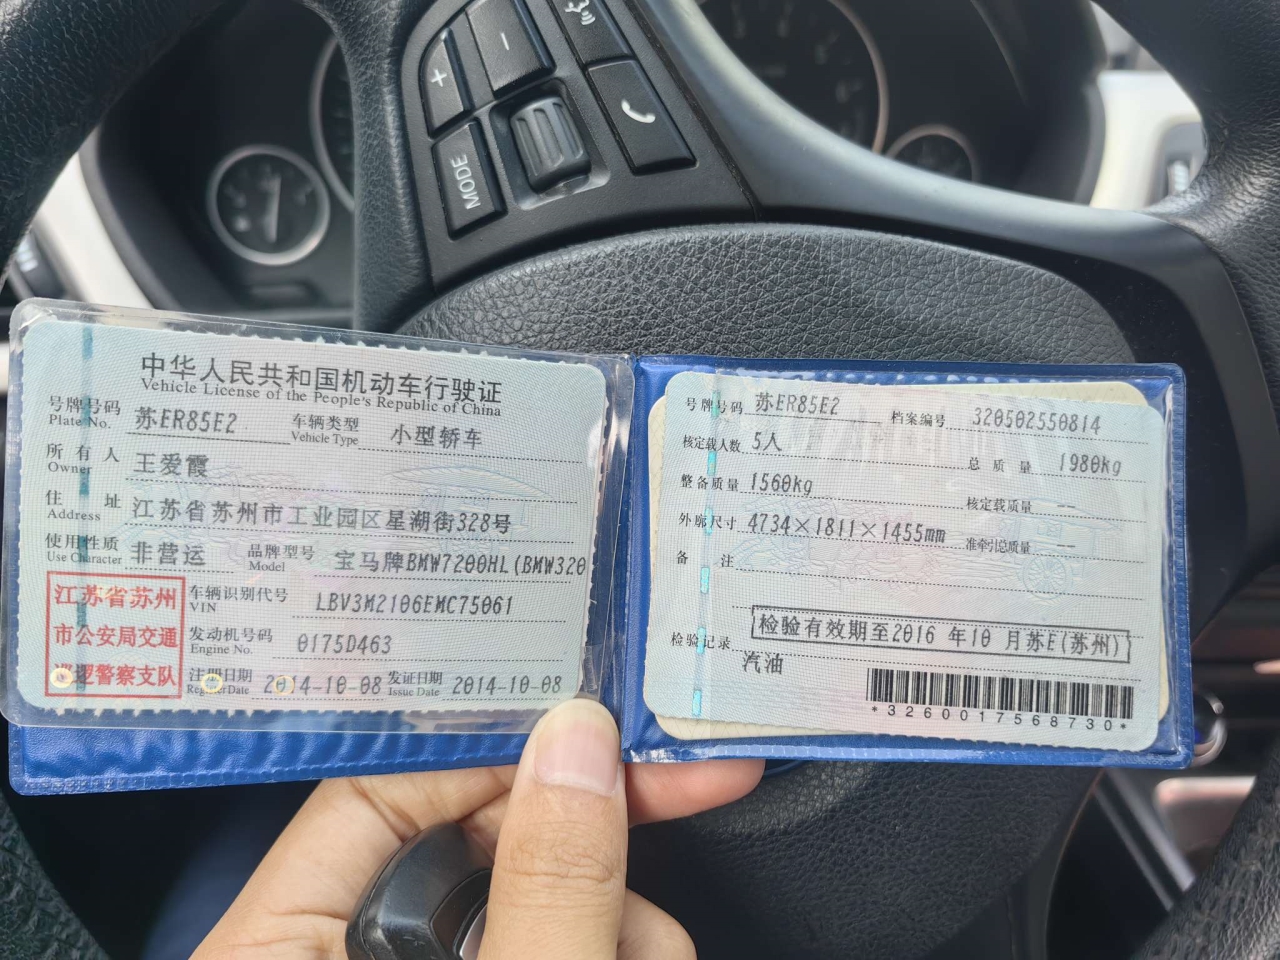 MODE
中华人民共和国机动车行驶证
Vehicle License of the People's Republic of China
号牌号码 苏ER85E2 车辆类型 小型轿车
Plate No. Vehicle Type
所有人 王爱霞
Owner
住址 江苏省苏州市工业园区星湖街328号
Address
使用性质 非营运 品牌型号 宝马牌BMW7200HL(BMW320
Use Character Model
江苏省苏州
市公安局交通
巡逻警察支队
车辆识别代号 LBV3M2106EMC75061
VIN
发动机号码 0175D463
Engine No.
注册日期 2014-10-08 发证日期 2014-10-08
Register Date Issue Date
号牌号码 苏ER85E2 档案编号 320502550814
核定载人数 5人 总质量 1980kg
整备质量 1560kg 核定载质量 --
外廓尺寸 4734×1811×1455mm 准牵引总质量 --
备注
检验记录 检验有效期至2016 年10 月苏E(苏州)
汽油
*3260017568730*